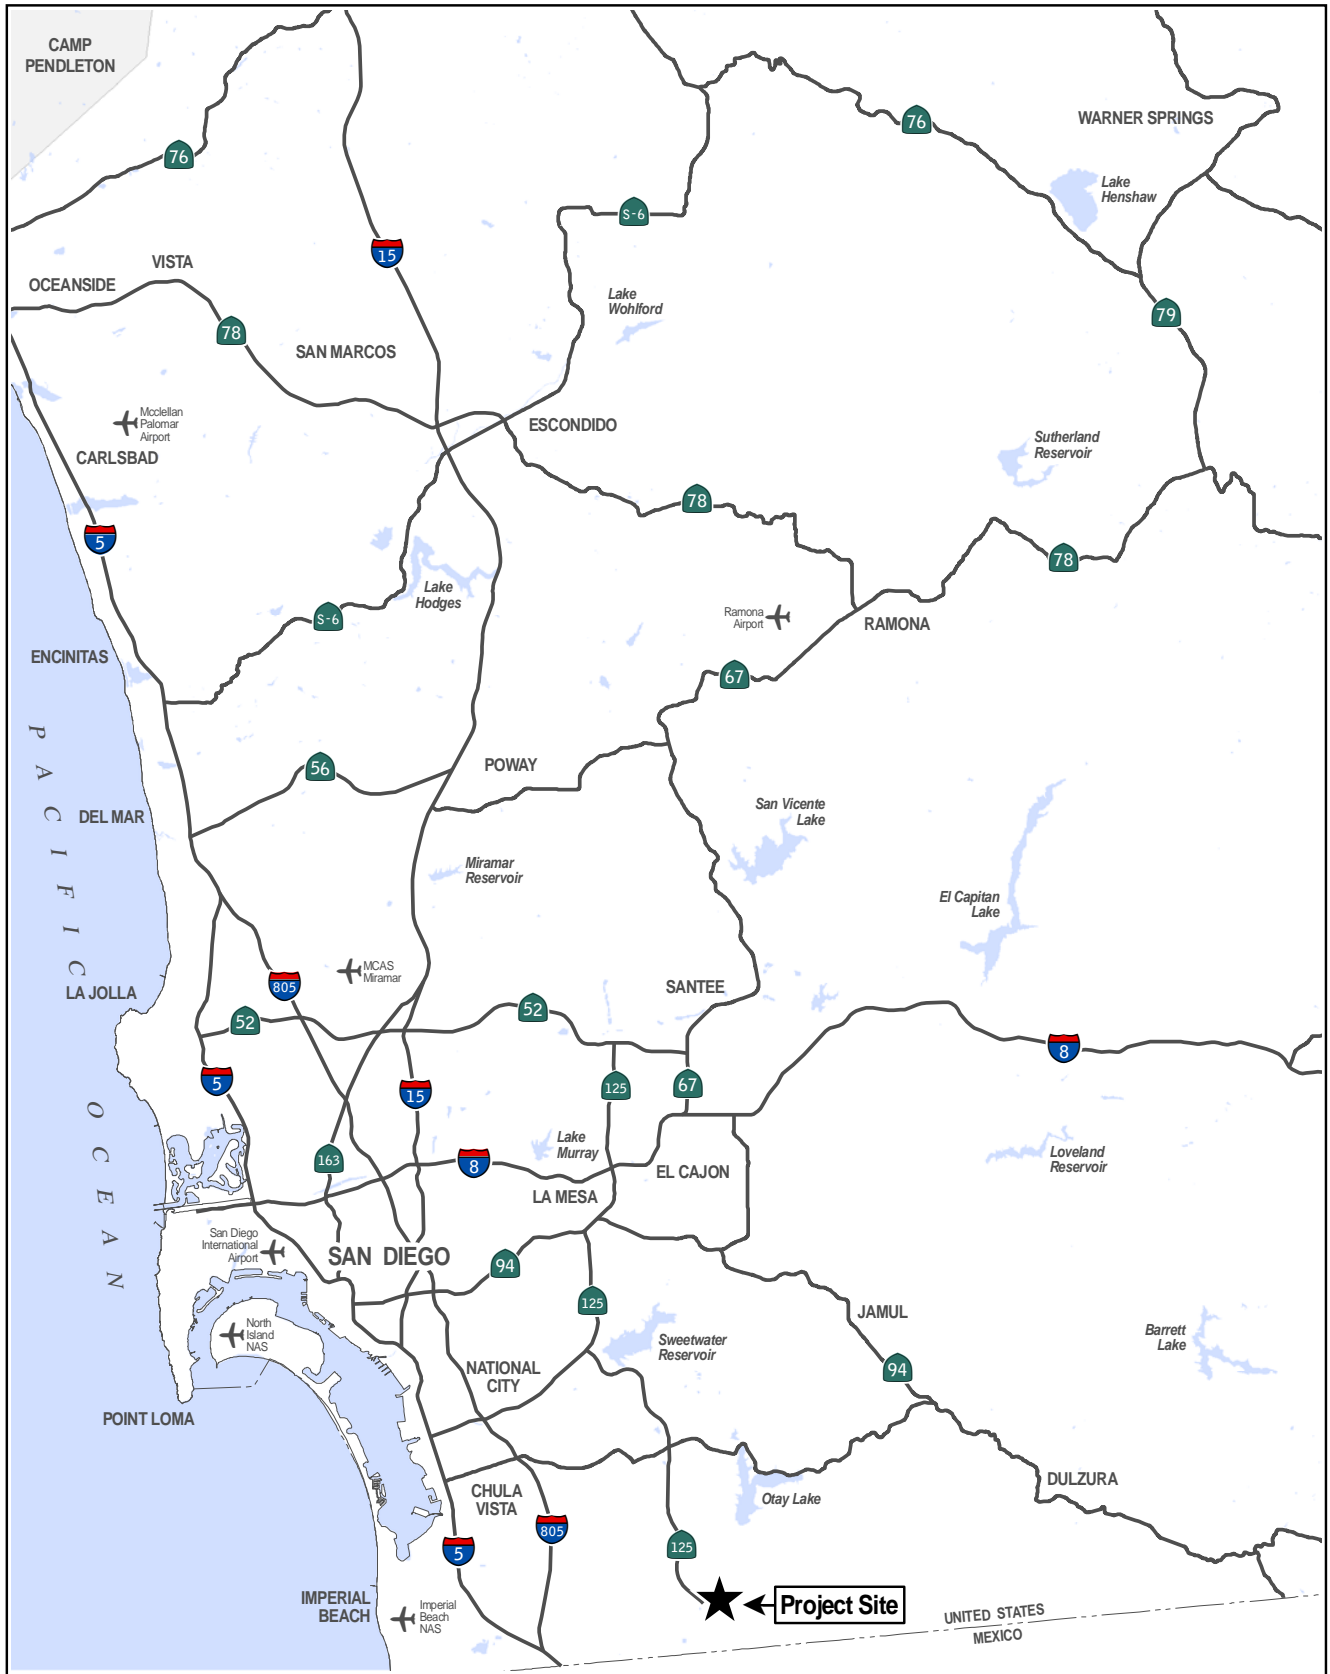 CAMP
PENDLETON
76
76
WARNER SPRINGS
Lake
Henshaw
S-6
15
VISTA
OCEANSIDE
Lake
Wohlford
79
78
SAN MARCOS
Mcclellan
Palomar
Airport
ESCONDIDO
CARLSBAD
Sutherland
Reservoir
78
5
78
Lake
Hodges
S-6
Ramona
Airport
RAMONA
ENCINITAS
67
PACIFIC
56
POWAY
DEL MAR
San Vicente
Lake
Miramar
Reservoir
El Capitan
Lake
MCAS
Miramar
805
LA JOLLA
SANTEE
52
52
8
5
15
125
67
OCEAN
Lake
Murray
Loveland
Reservoir
163
8
EL CAJON
LA MESA
San Diego
International
Airport
SAN DIEGO
94
125
JAMUL
North
Island
NAS
Sweetwater
Reservoir
Barrett
Lake
NATIONAL
CITY
94
POINT LOMA
CHULA
VISTA
DULZURA
Otay Lake
805
5
125
IMPERIAL
BEACH
Imperial
Beach
NAS
Project Site
UNITED STATES
MEXICO